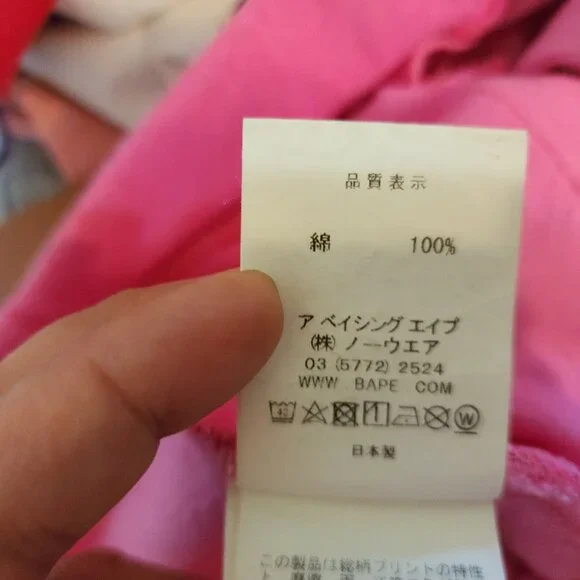 品質表示
綿 100%
ア ベイシング エイプ
(株) ノーウエア
03 (5772) 2524
WWW BAPE COM
日本製
この製品は総柄プリントの特性